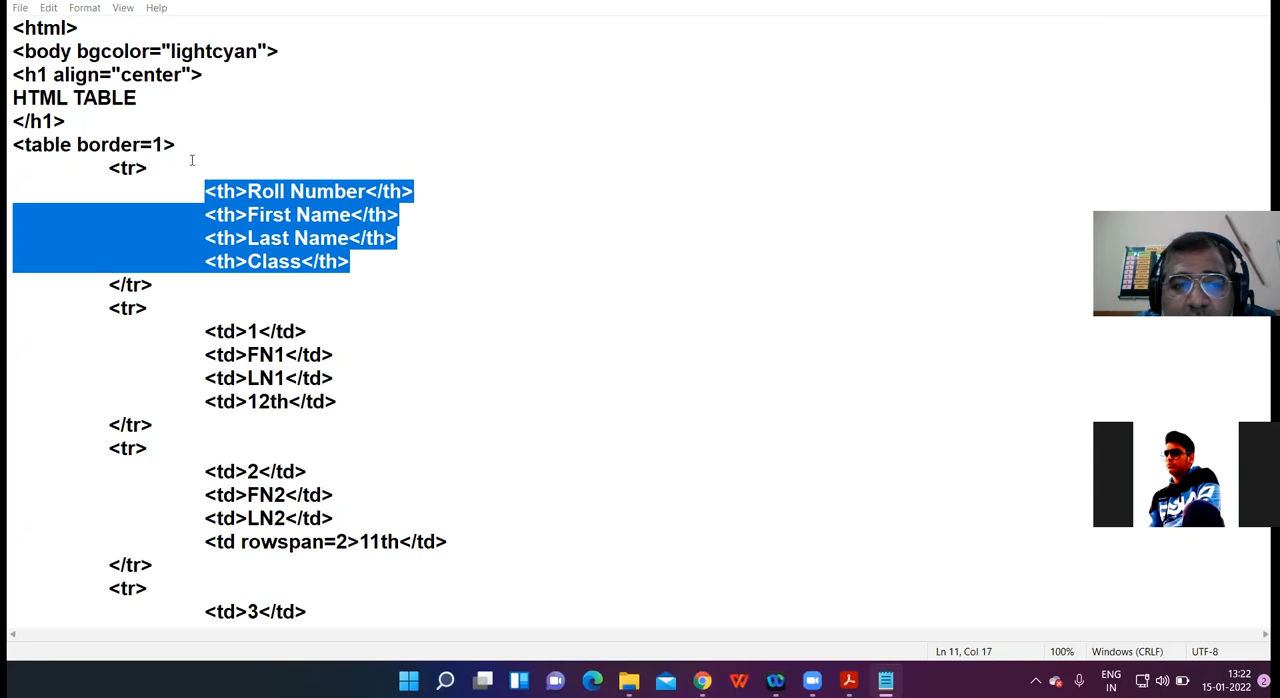 File Edit Format View Help
<html>
<body bgcolor="lightcyan">
<h1 align="center">
HTML TABLE
</h1>
<table border=1>
<tr>
<th>Roll Number</th>
<th>First Name</th>
<th>Last Name</th>
<th>Class</th>
</tr>
<tr>
<td>1</td>
<td>FN1</td>
<td>LN1</td>
<td>12th</td>
</tr>
<tr>
<td>2</td>
<td>FN2</td>
<td>LN2</td>
<td rowspan=2>11th</td>
</tr>
<tr>
<td>3</td>
Ln 11, Col 17 100% Windows (CRLF) UTF-8
ENG
IN
13:22
15-01-2022
2